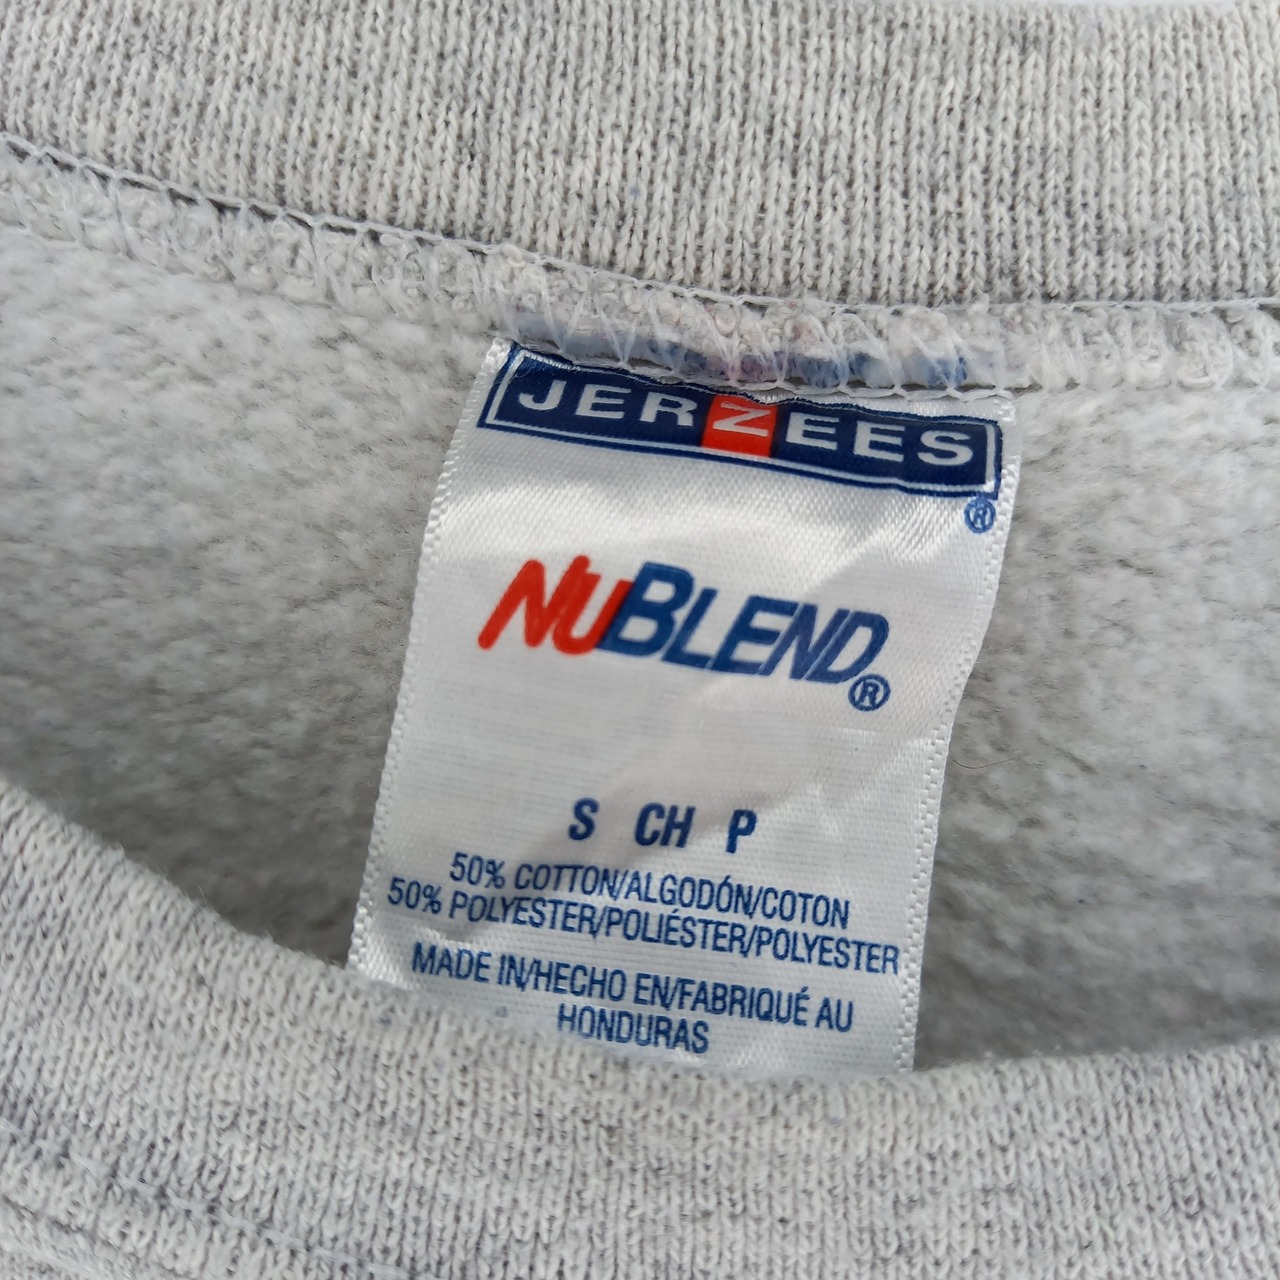 JERZEES
®
NUBLEND®
S CH P
50% COTTON/ALGODÓN/COTON
50% POLYESTER/POLIÉSTER/POLYESTER
MADE IN/HECHO EN/FABRIQUÉ AU
HONDURAS